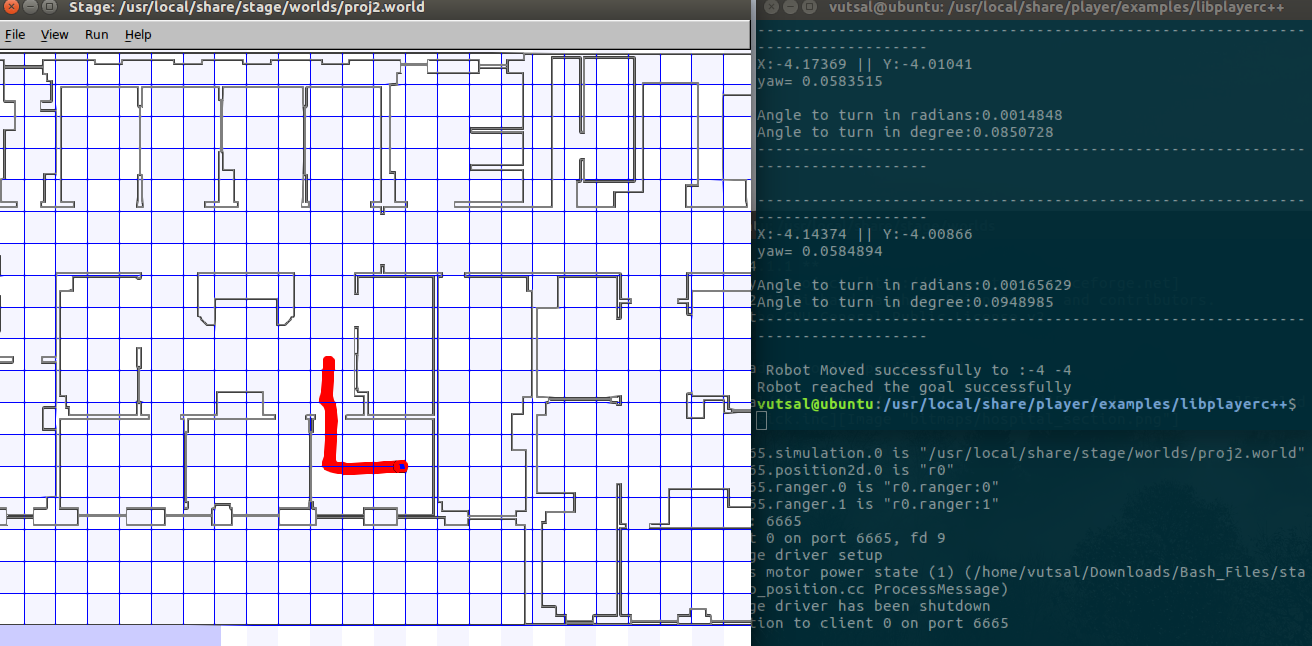 Stage: /usr/local/share/stage/worlds/proj2.world
File View Run Help
vutsal@ubuntu: /usr/local/share/player/examples/libplayerc++
--------------------------------------------------------------
-------------------
X:-4.17369 || Y:-4.01041
yaw= 0.0583515
Angle to turn in radians:0.0014848
Angle to turn in degree:0.0850728
--------------------------------------------------------------
-------------------
--------------------------------------------------------------
-------------------
X:-4.14374 || Y:-4.00866
yaw= 0.0584894
Angle to turn in radians:0.00165629
Angle to turn in degree:0.0948985
--------------------------------------------------------------
-------------------
Robot Moved successfully to :-4 -4
Robot reached the goal successfully
vutsal@ubuntu:/usr/local/share/player/examples/libplayerc++$
65.simulation.0 is "/usr/local/share/stage/worlds/proj2.world"
65.position2d.0 is "r0"
65.ranger.0 is "r0.ranger:0"
65.ranger.1 is "r0.ranger:1"
: 6665
t 0 on port 6665, fd 9
ge driver setup
s motor power state (1) (/home/vutsal/Downloads/Bash_Files/sta
o_position.cc ProcessMessage)
ge driver has been shutdown
tion to client 0 on port 6665